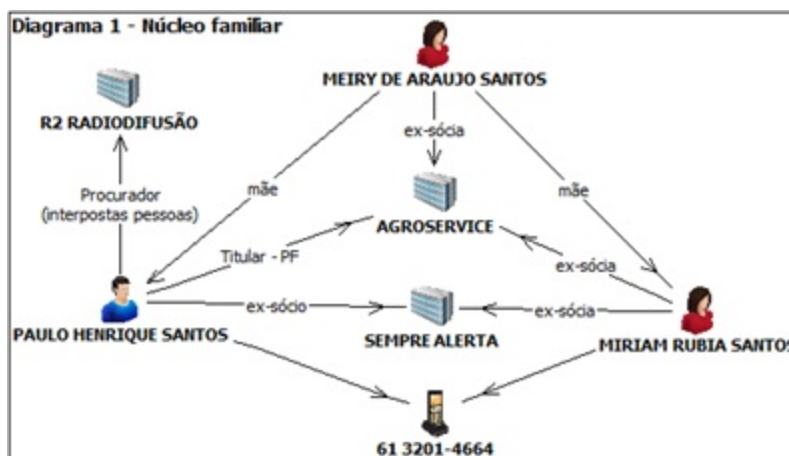 Diagrama 1 - Núcleo familiar
MEIRY DE ARAUJO SANTOS
R2 RADIODIFUSÃO
ex-sócia
Procurador
(interpostas pessoas)
mãe
mãe
AGROSERVICE
Titular - PF
ex-sócia
ex-sócio
ex-sócia
PAULO HENRIQUE SANTOS
SEMPRE ALERTA
MIRIAM RUBIA SANTOS
61 3201-4664